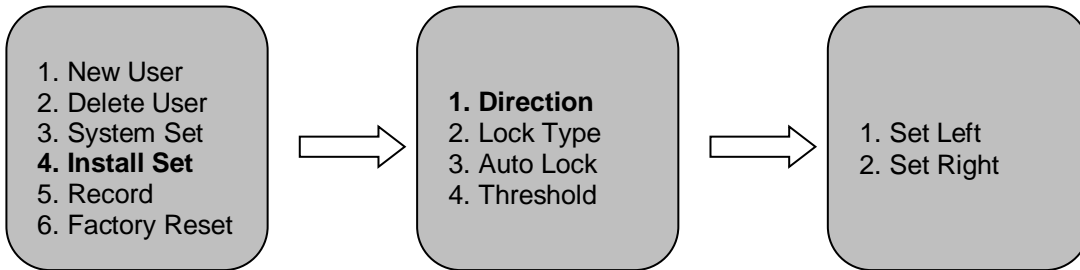 1. New User
2. Delete User
3. System Set
4. Install Set
5. Record
6. Factory Reset
1. Direction
2. Lock Type
3. Auto Lock
4. Threshold
1. Set Left
2. Set Right